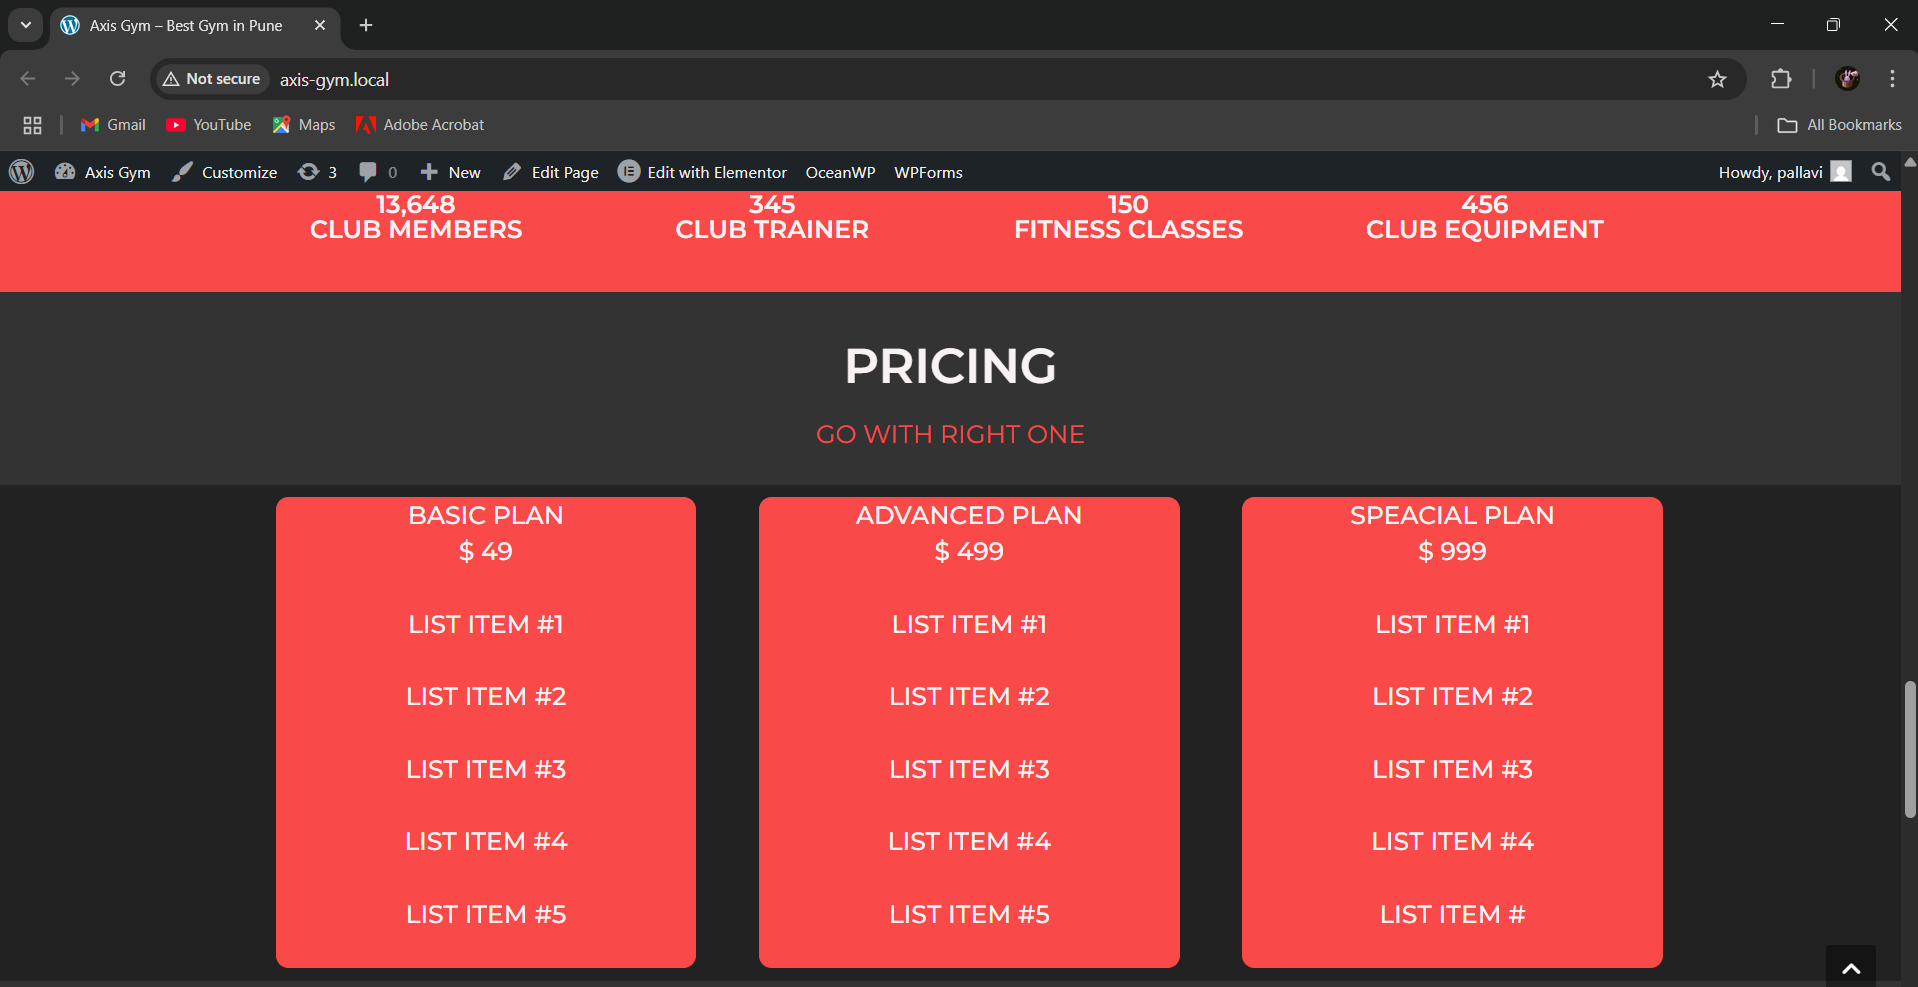 Axis Gym – Best Gym in Pune
Not secure axis-gym.local
Gmail YouTube Maps Adobe Acrobat All Bookmarks
Axis Gym Customize 3 0 New Edit Page Edit with Elementor OceanWP WPForms Howdy, pallavi
13,648 345 150 456
CLUB MEMBERS CLUB TRAINER FITNESS CLASSES CLUB EQUIPMENT
PRICING
GO WITH RIGHT ONE
BASIC PLAN
$ 49
LIST ITEM #1
LIST ITEM #2
LIST ITEM #3
LIST ITEM #4
LIST ITEM #5
ADVANCED PLAN
$ 499
LIST ITEM #1
LIST ITEM #2
LIST ITEM #3
LIST ITEM #4
LIST ITEM #5
SPEACIAL PLAN
$ 999
LIST ITEM #1
LIST ITEM #2
LIST ITEM #3
LIST ITEM #4
LIST ITEM #